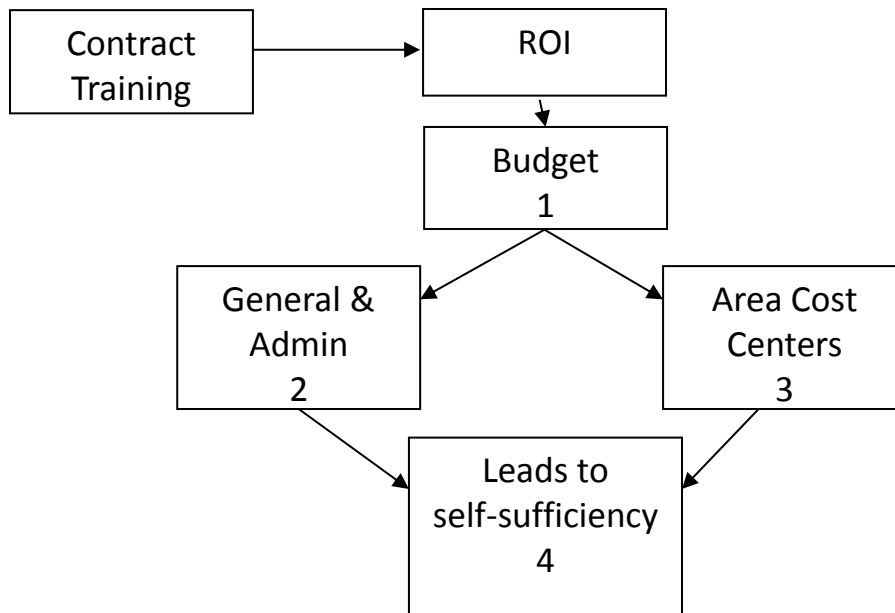 Contract
Training
ROI
Budget
1
General &
Admin
2
Area Cost
Centers
3
Leads to
self-sufficiency
4